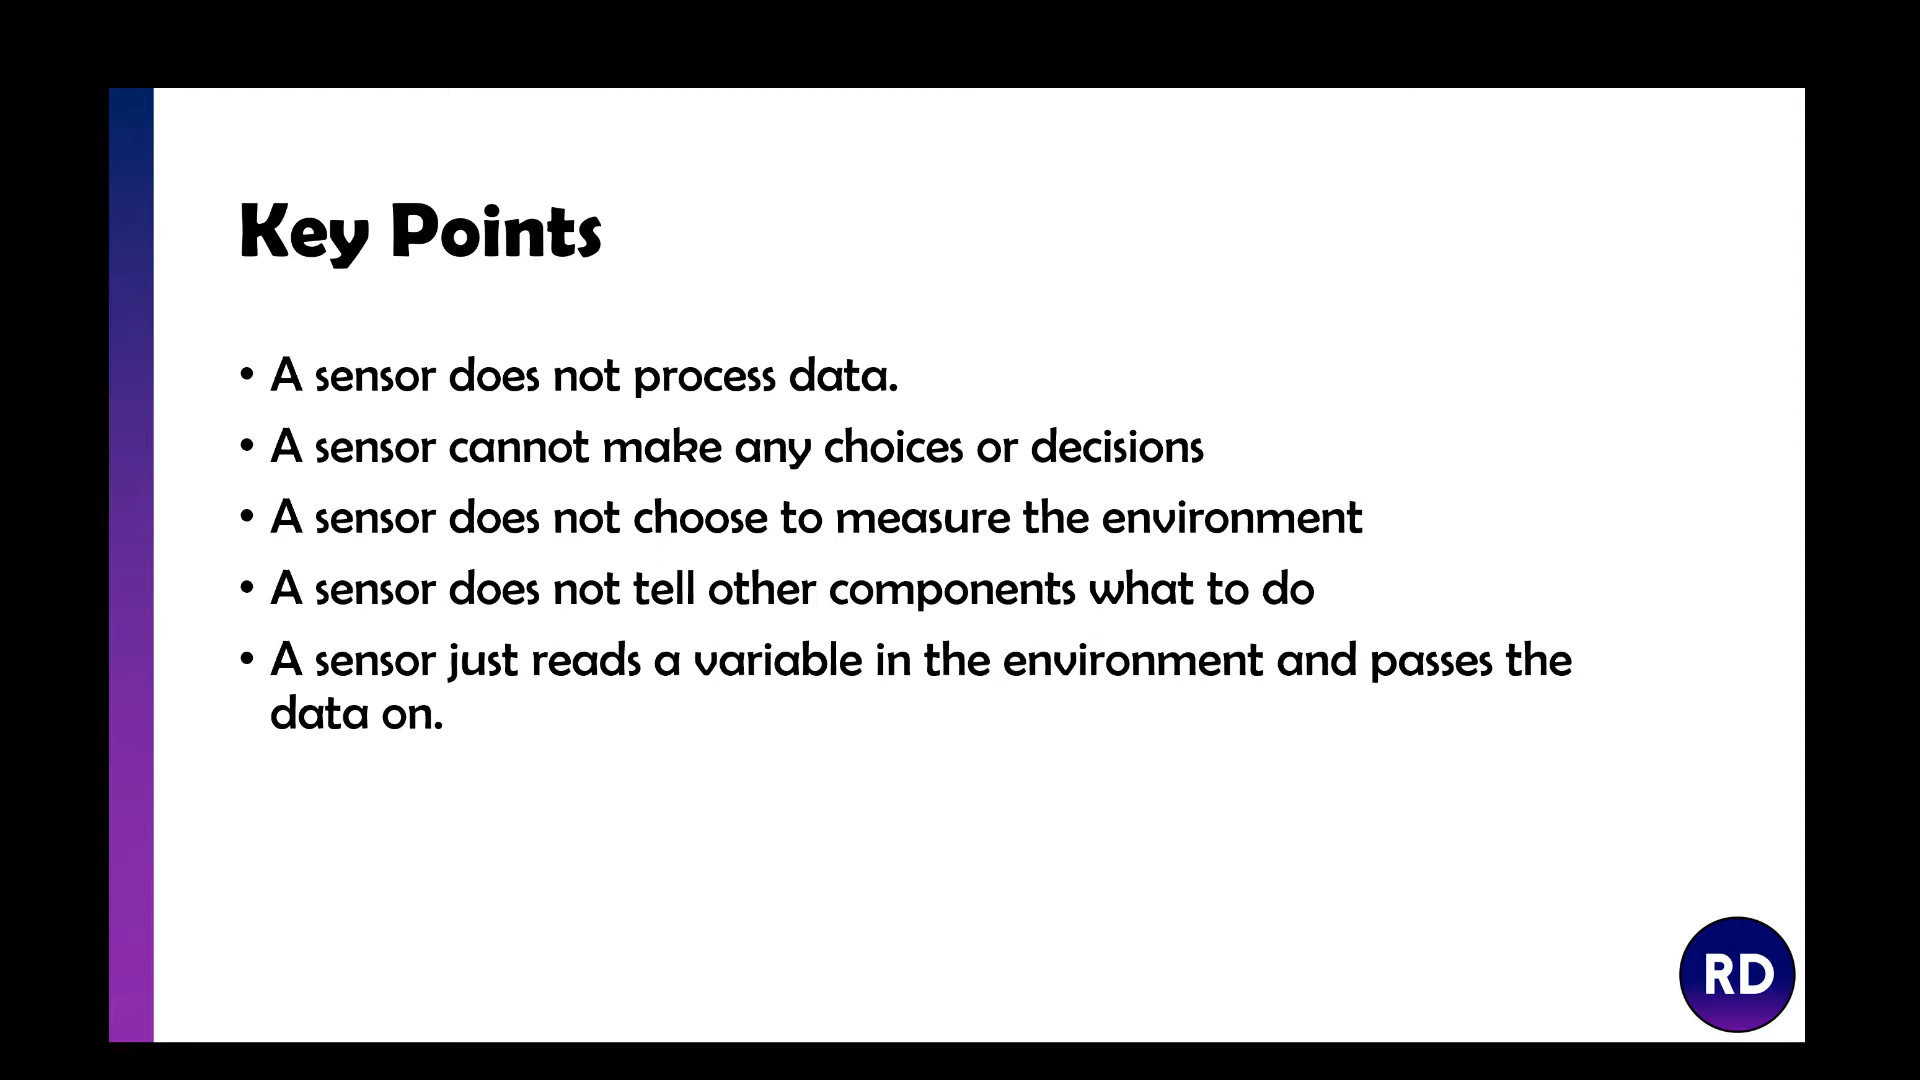 Key Points
• A sensor does not process data.
• A sensor cannot make any choices or decisions
• A sensor does not choose to measure the environment
• A sensor does not tell other components what to do
• A sensor just reads a variable in the environment and passes the
data on.
RD